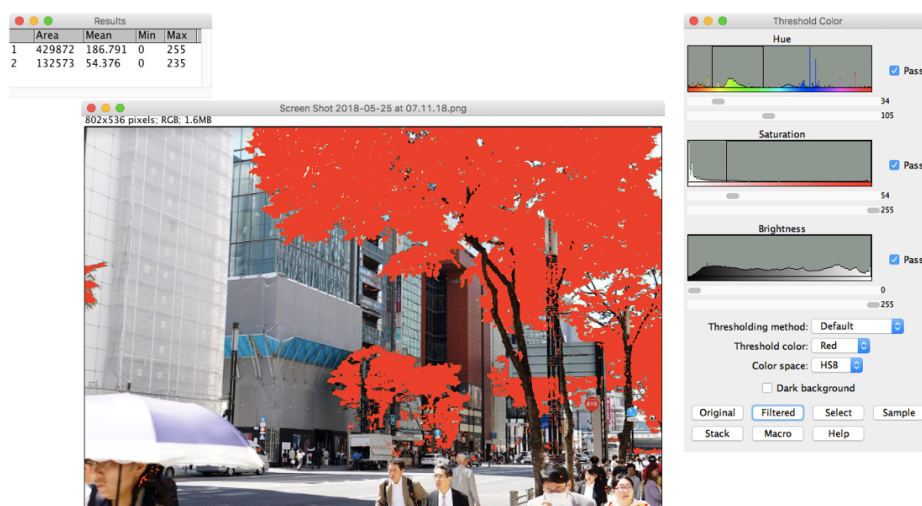 Results
Area Mean Min Max
1 429872 186.791 0 255
2 132573 54.376 0 235
Screen Shot 2018-05-25 at 07.11.18.png
802x536 pixels; RGB; 1.6MB
Threshold Color
Hue
Pass
34
105
Saturation
Pass
54
255
Brightness
Pass
0
255
Thresholding method: Default
Threshold color: Red
Color space: HSB
Dark background
Original Filtered Select Sample
Stack Macro Help